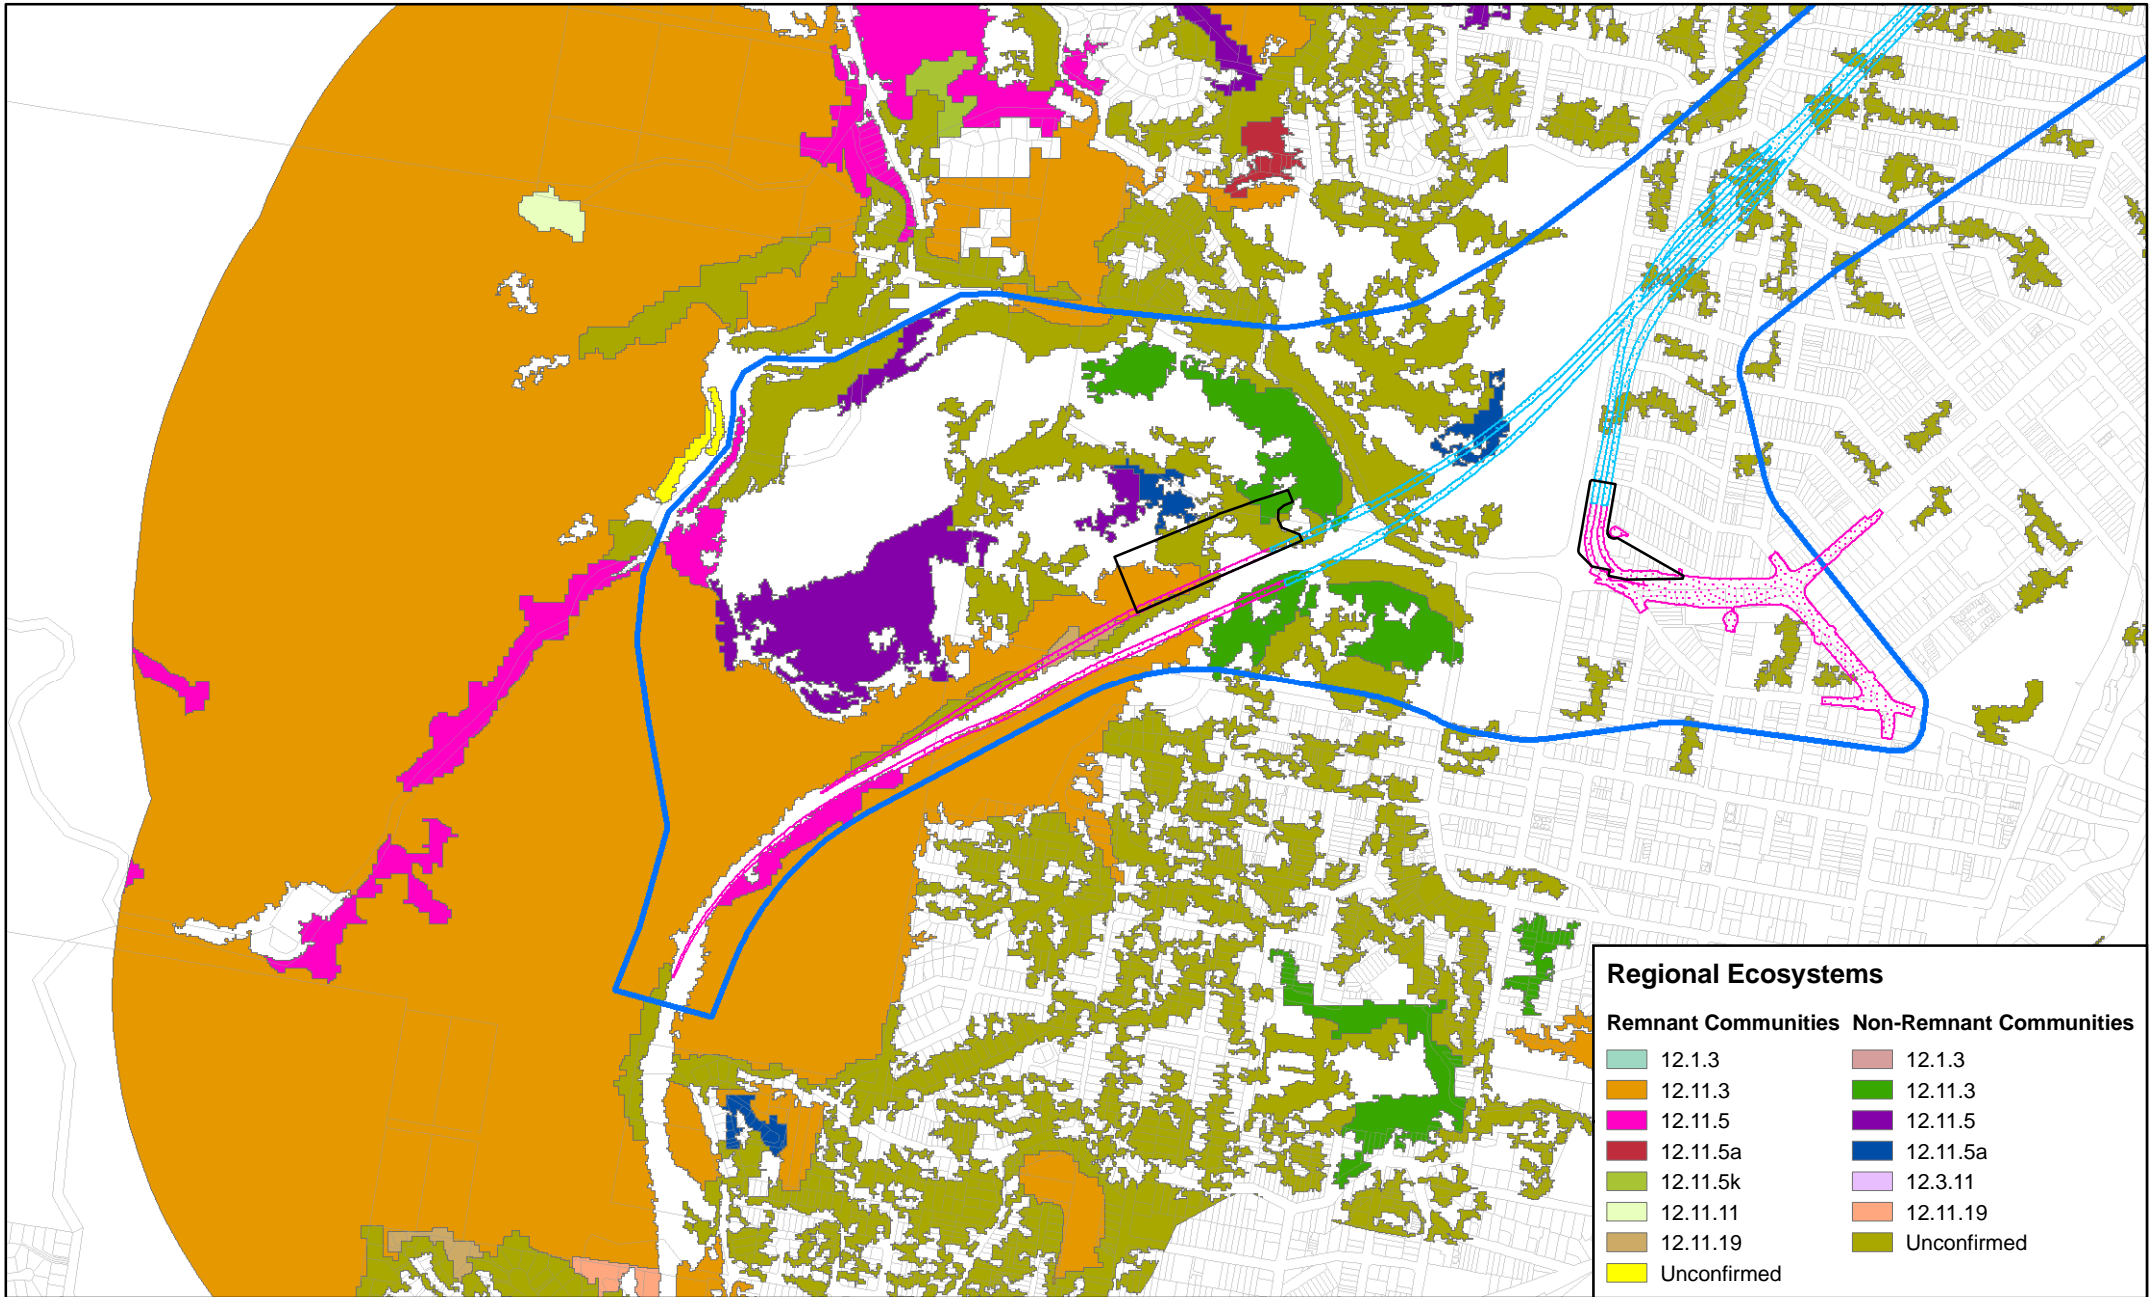 Regional Ecosystems
Remnant Communities Non-Remnant Communities
12.1.3 12.1.3
12.11.3 12.11.3
12.11.5 12.11.5
12.11.5a 12.11.5a
12.11.5k 12.3.11
12.11.11 12.11.19
12.11.19 Unconfirmed
Unconfirmed